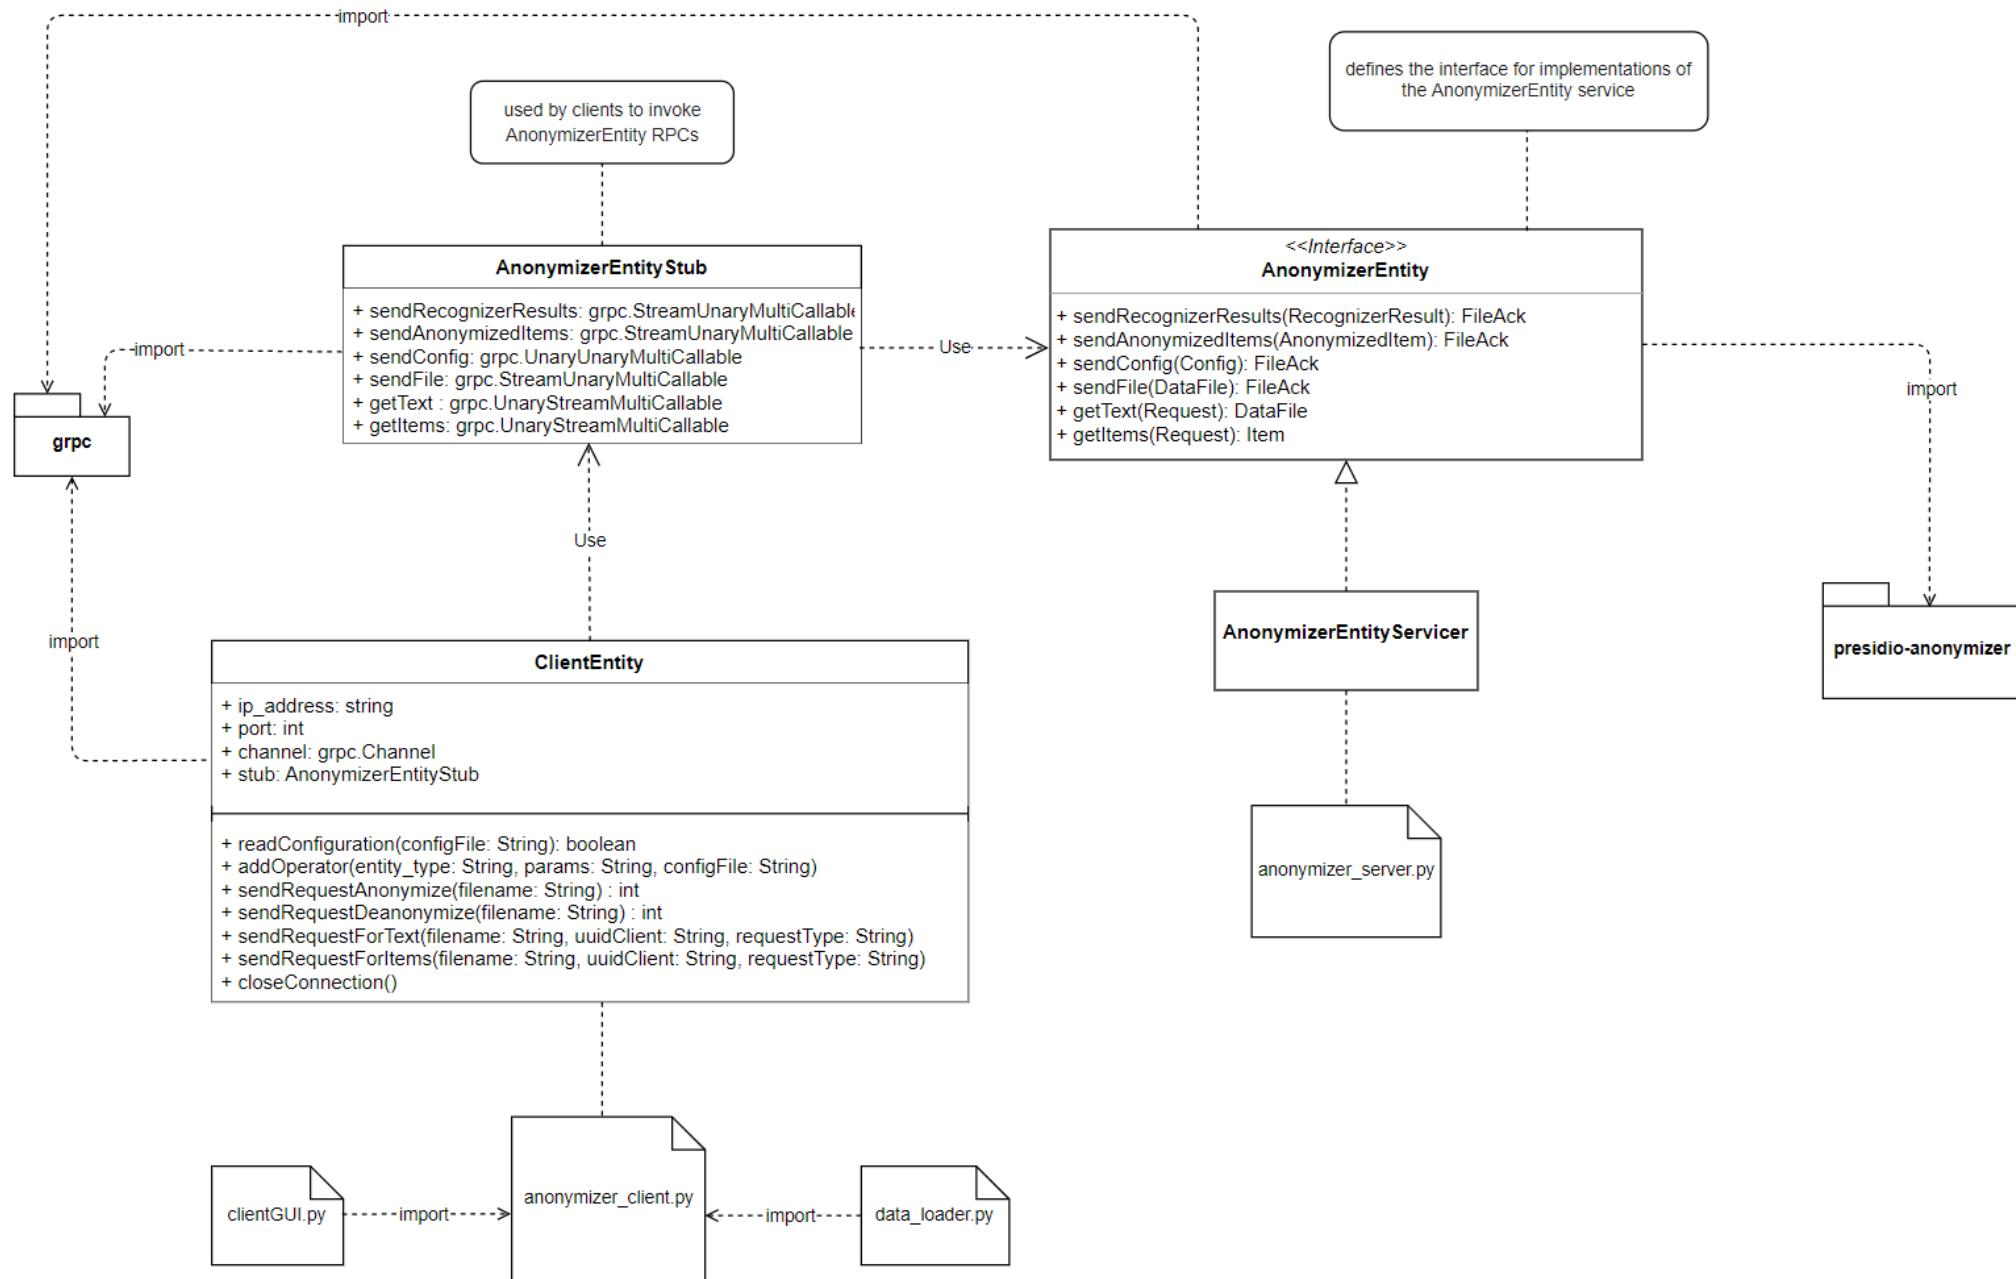 import
used by clients to invoke
AnonymizerEntity RPCs
defines the interface for implementations of
the AnonymizerEntity service
AnonymizerEntityStub
+ sendRecognizerResults: grpc.StreamUnaryMultiCallable
+ sendAnonymizedItems: grpc.StreamUnaryMultiCallable
+ sendConfig: grpc.UnaryUnaryMultiCallable
+ sendFile: grpc.StreamUnaryMultiCallable
+ getText : grpc.UnaryStreamMultiCallable
+ getItems: grpc.UnaryStreamMultiCallable
Use
<<Interface>>
AnonymizerEntity
+ sendRecognizerResults(RecognizerResult): FileAck
+ sendAnonymizedItems(AnonymizedItem): FileAck
+ sendConfig(Config): FileAck
+ sendFile(DataFile): FileAck
+ getText(Request): DataFile
+ getItems(Request): Item
import
import
grpc
Use
import
AnonymizerEntityServicer
presidio-anonymizer
ClientEntity
+ ip_address: string
+ port: int
+ channel: grpc.Channel
+ stub: AnonymizerEntityStub
+ readConfiguration(configFile: String): boolean
+ addOperator(entity_type: String, params: String, configFile: String)
+ sendRequestAnonymize(filename: String) : int
+ sendRequestDeanonymize(filename: String) : int
+ sendRequestForText(filename: String, uuidClient: String, requestType: String)
+ sendRequestForItems(filename: String, uuidClient: String, requestType: String)
+ closeConnection()
anonymizer_server.py
clientGUI.py
import
anonymizer_client.py
import
data_loader.py